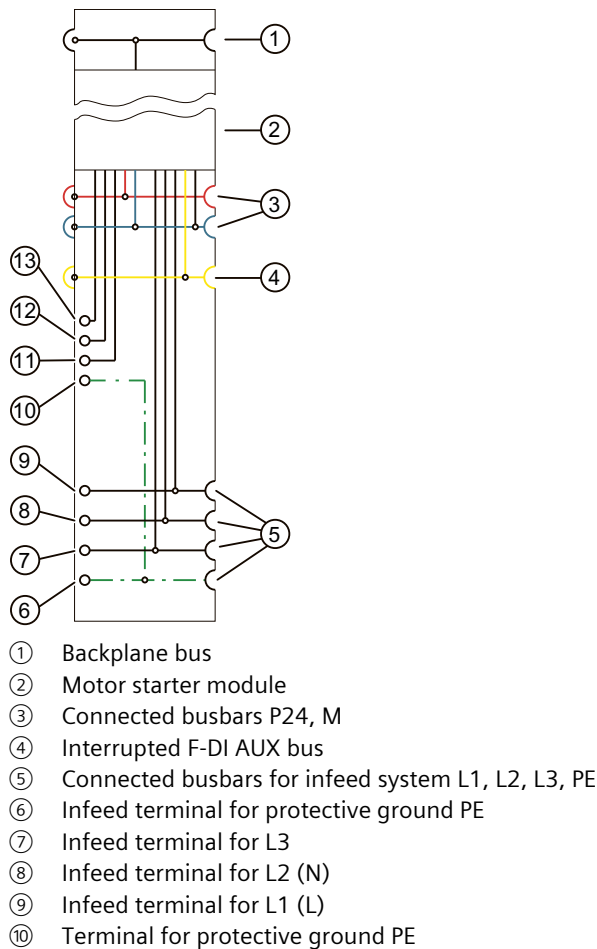 ①
②
③
④
⑬
⑫
⑪
⑩
⑨
⑧
⑤
⑦
⑥
① Backplane bus
② Motor starter module
③ Connected busbars P24, M
④ Interrupted F-DI AUX bus
⑤ Connected busbars for infeed system L1, L2, L3, PE
⑥ Infeed terminal for protective ground PE
⑦ Infeed terminal for L3
⑧ Infeed terminal for L2 (N)
⑨ Infeed terminal for L1 (L)
⑩ Terminal for protective ground PE